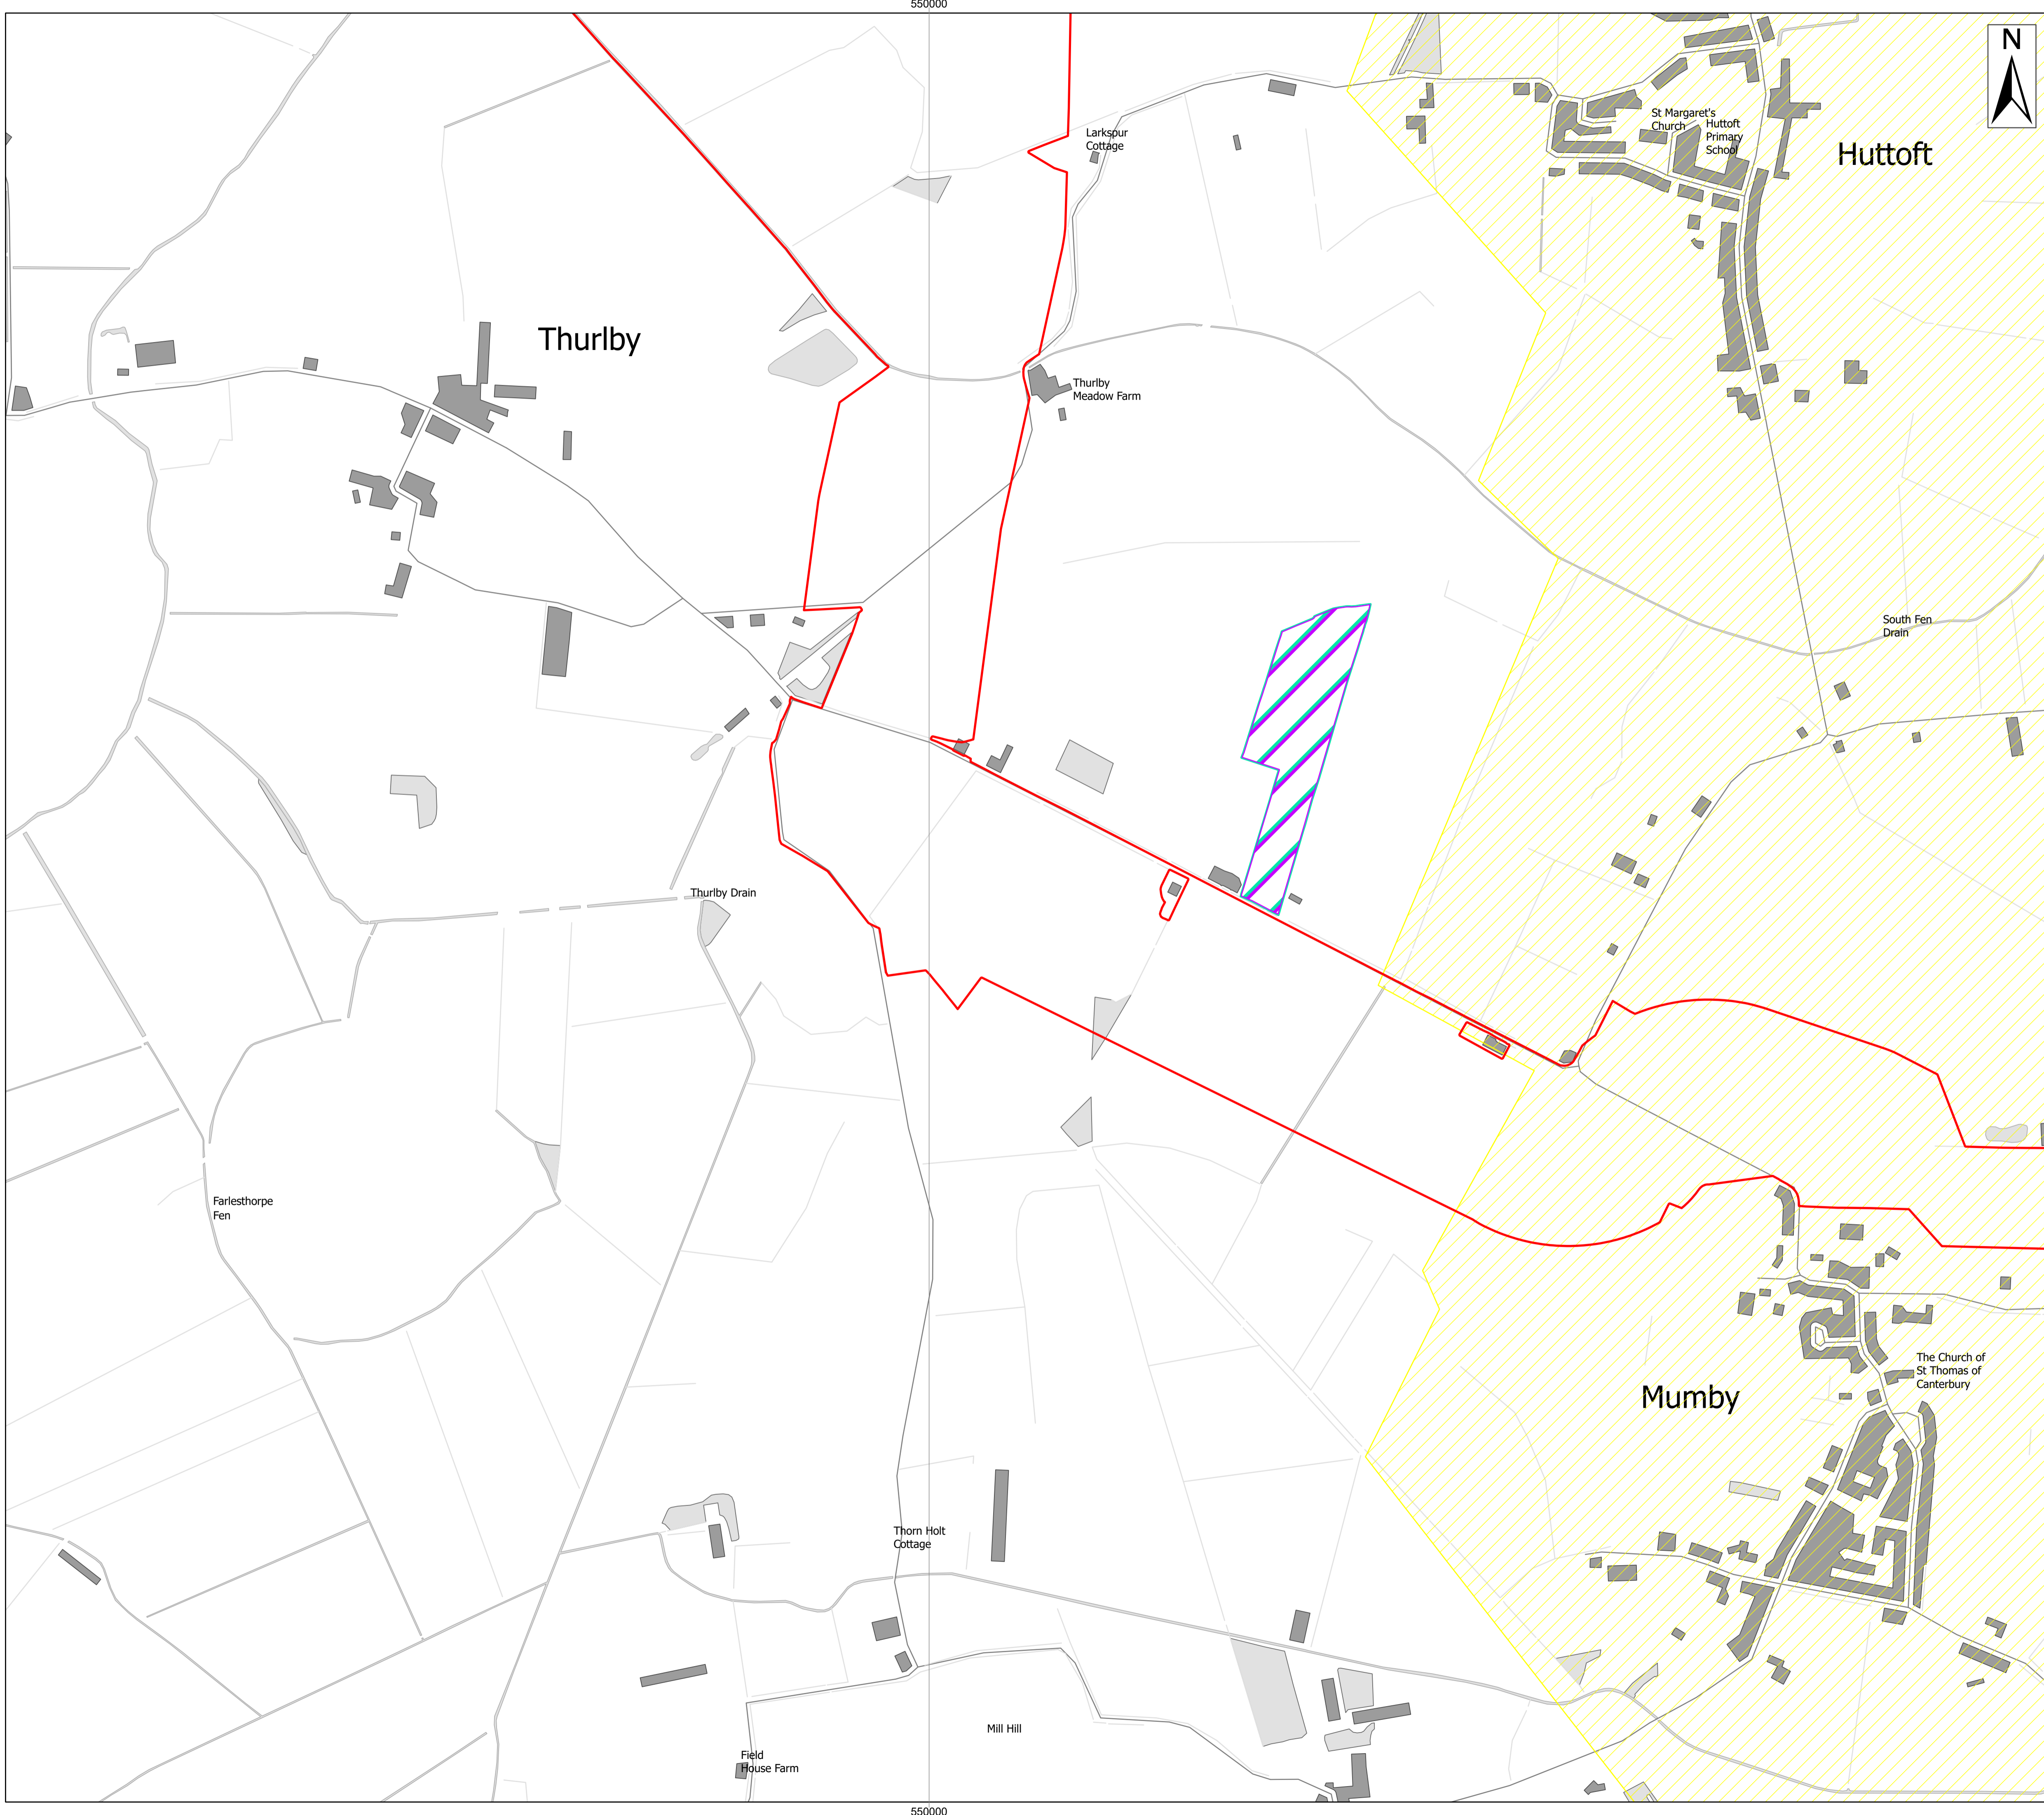 550000
N
St Margaret's
Church
Huttoft
Primary
School
Huttoft
Larkspur
Cottage
Thurlby
Thurlby
Meadow Farm
South Fen
Drain
Thurlby Drain
Farlesthorpe
Fen
The Church of
St Thomas of
Canterbury
Mumby
Thorn Holt
Cottage
Mill Hill
Field
House Farm
550000